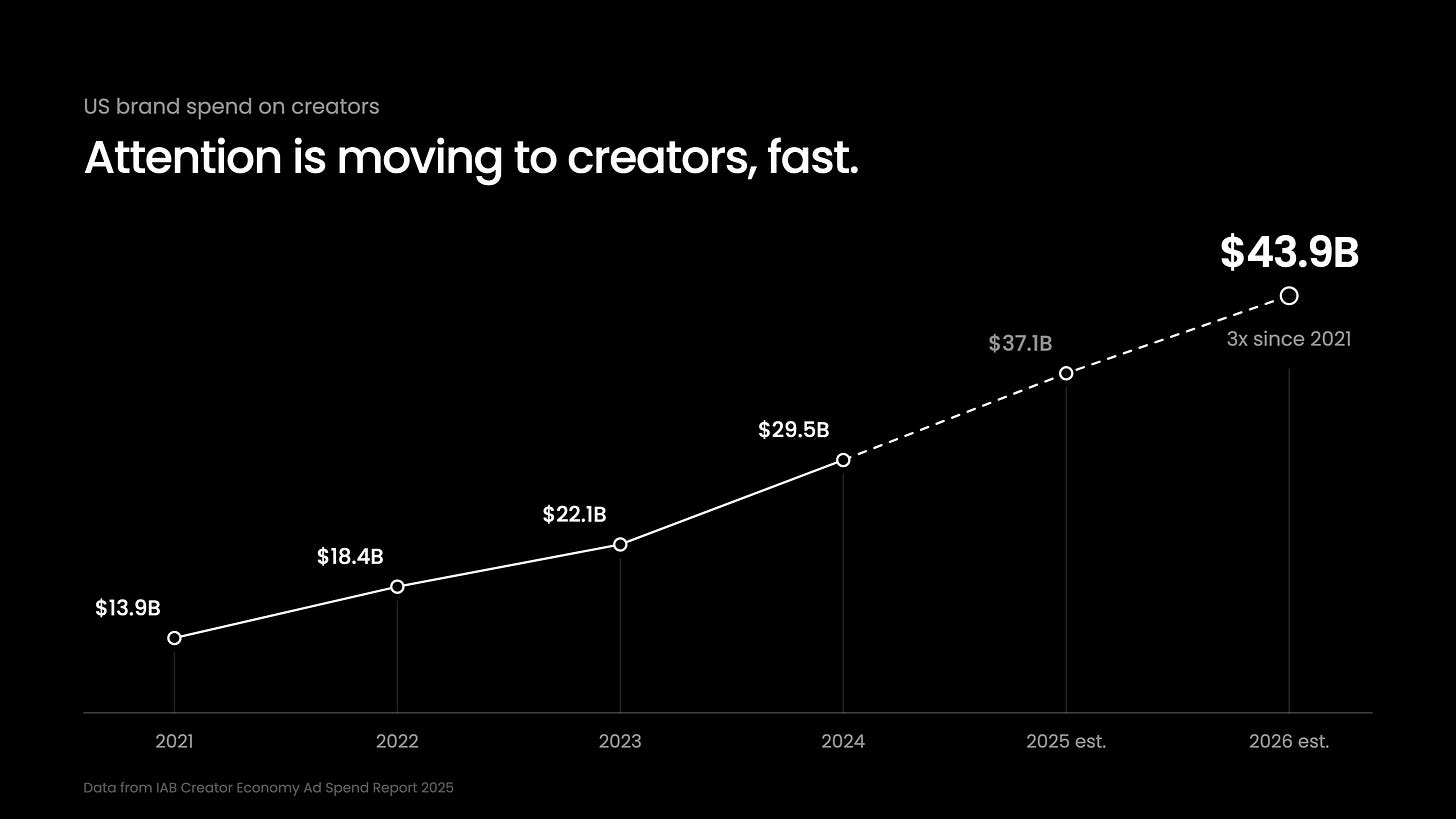 US brand spend on creators
Attention is moving to creators, fast.
$43.9B
3x since 2021
$37.1B
$29.5B
$22.1B
$18.4B
$13.9B
2021
2022
2023
2024
2025 est.
2026 est.
Data from IAB Creator Economy Ad Spend Report 2025